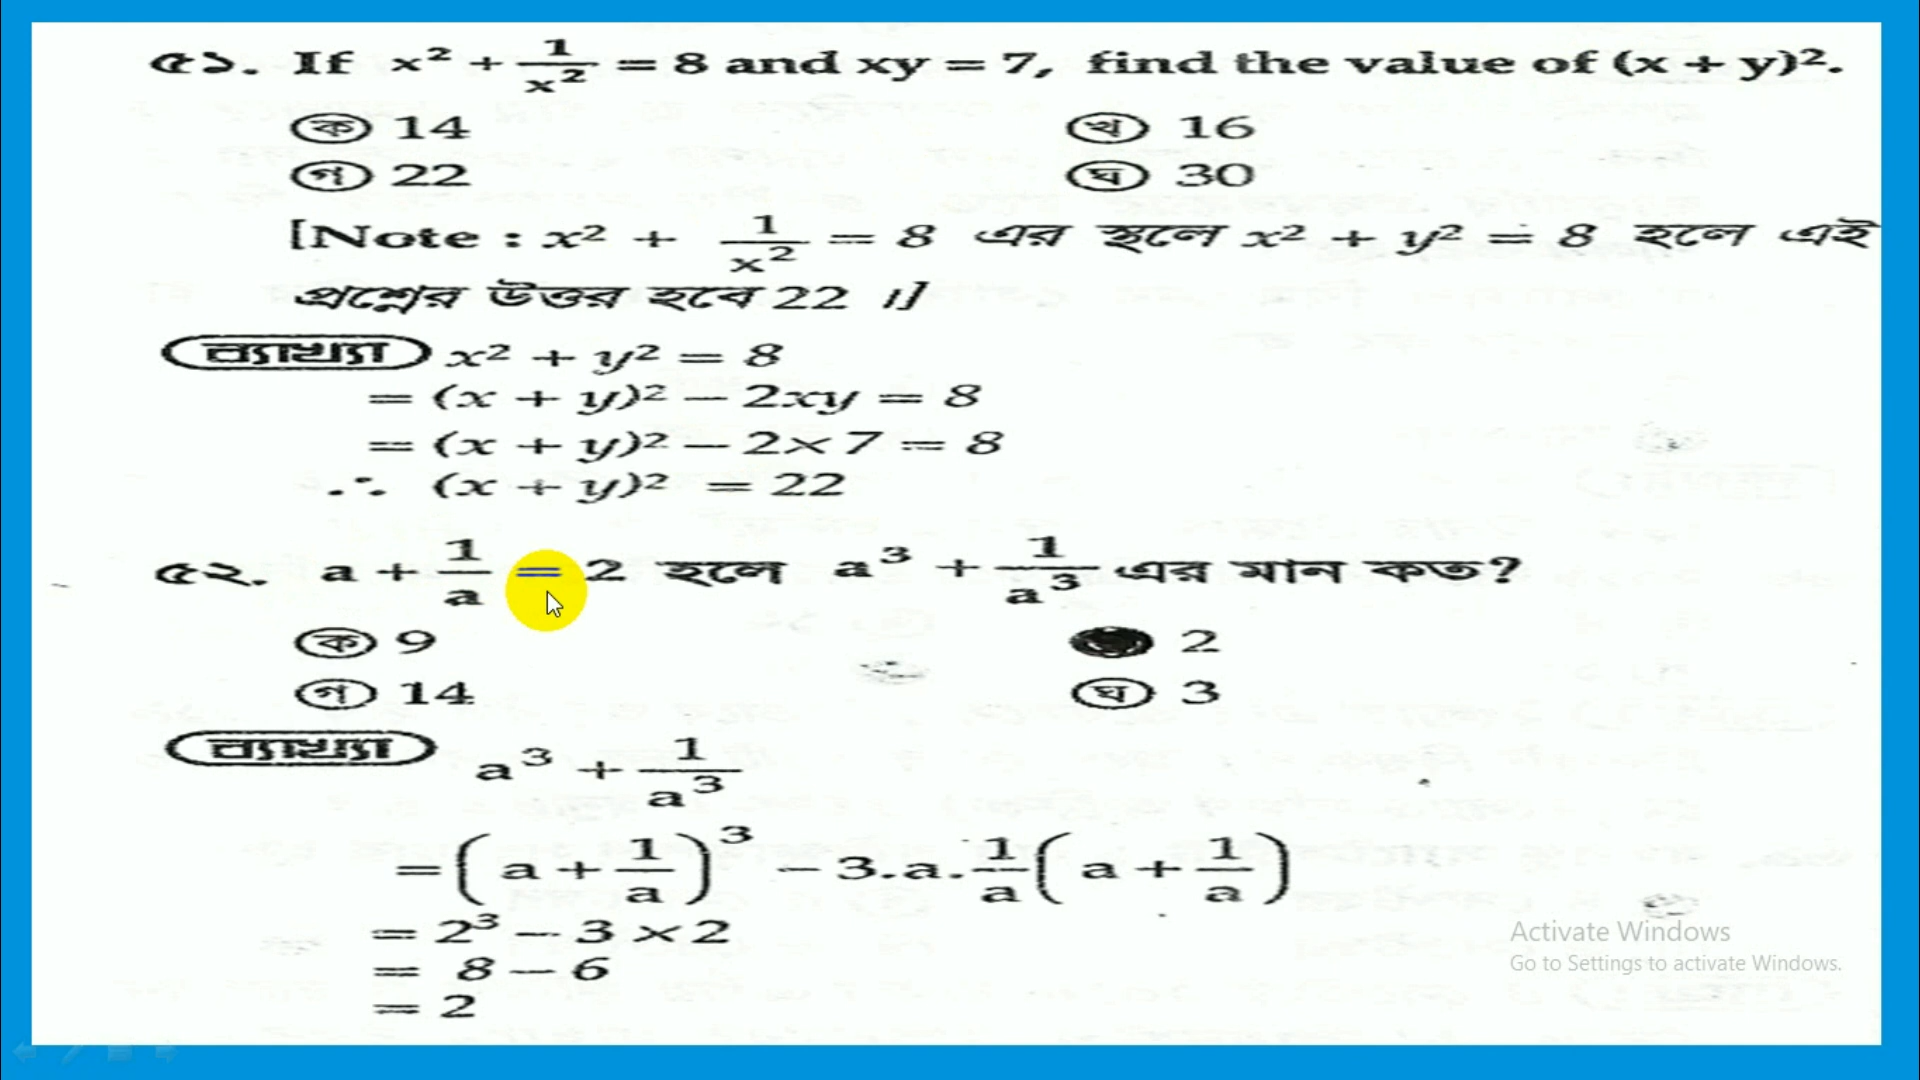 ৫১. If x² + 1/x² = 8 and xy = 7, find the value of (x + y)².
ক 14 খ 16
গ 22 ঘ 30
[Note : x² + 1/x² = 8 এর স্থলে x² + y² = 8 হলে এই
প্রশ্নের উত্তর হবে 22 ।]
ব্যাখ্যা x² + y² = 8
= (x + y)² – 2xy = 8
= (x + y)² – 2×7 = 8
∴ (x + y)² = 22
৫২. a + 1/a = 2 হলে a³ + 1/a³ এর মান কত?
ক 9 2
গ 14 ঘ 3
ব্যাখ্যা a³ + 1/a³
= (a + 1/a)³ – 3.a.1/a(a + 1/a)
= 2³ – 3 × 2
= 8 – 6
= 2
Activate Windows
Go to Settings to activate Windows.